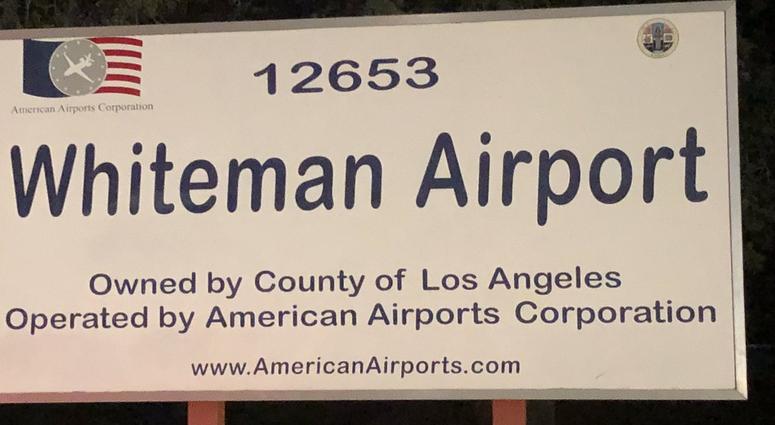 American Airports Corporation
12653
Whiteman Airport
Owned by County of Los Angeles
Operated by American Airports Corporation
www.AmericanAirports.com